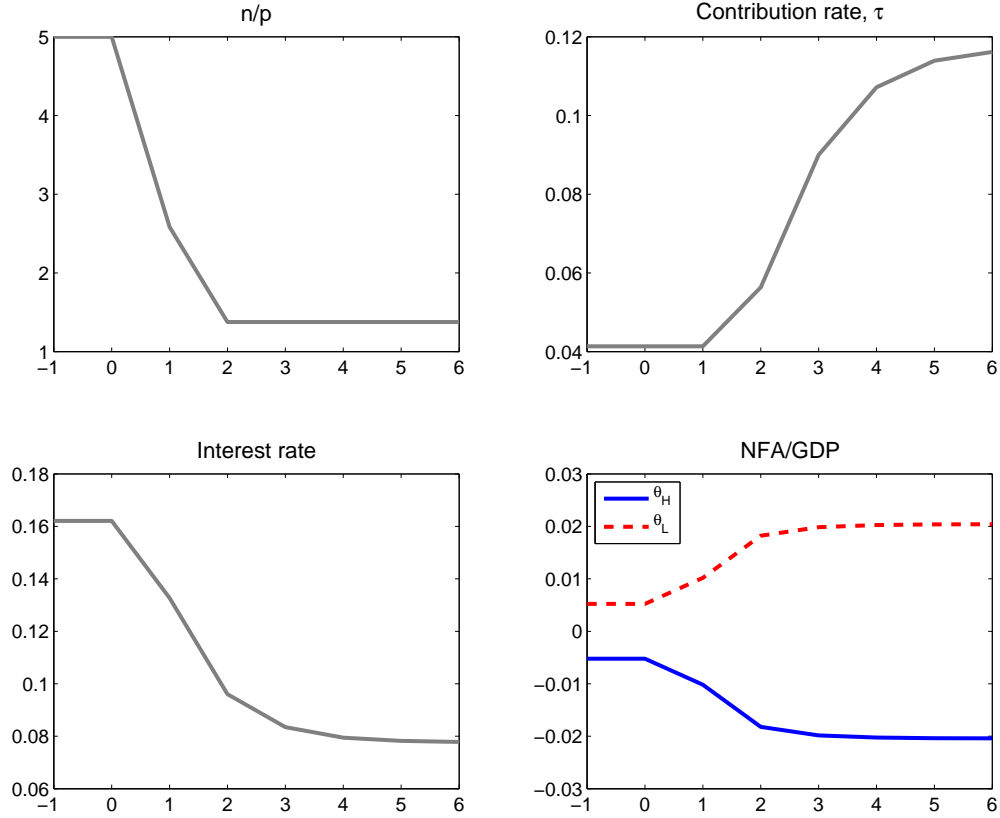 n/p
5
4
3
2
1
−1 0 1 2 3 4 5 6
Contribution rate, τ
0.12
0.1
0.08
0.06
0.04
−1 0 1 2 3 4 5 6
Interest rate
0.18
0.16
0.14
0.12
0.1
0.08
0.06
−1 0 1 2 3 4 5 6
NFA/GDP
0.03
0.02
0.01
0
−0.01
−0.02
−0.03
−1 0 1 2 3 4 5 6
θ_H
θ_L